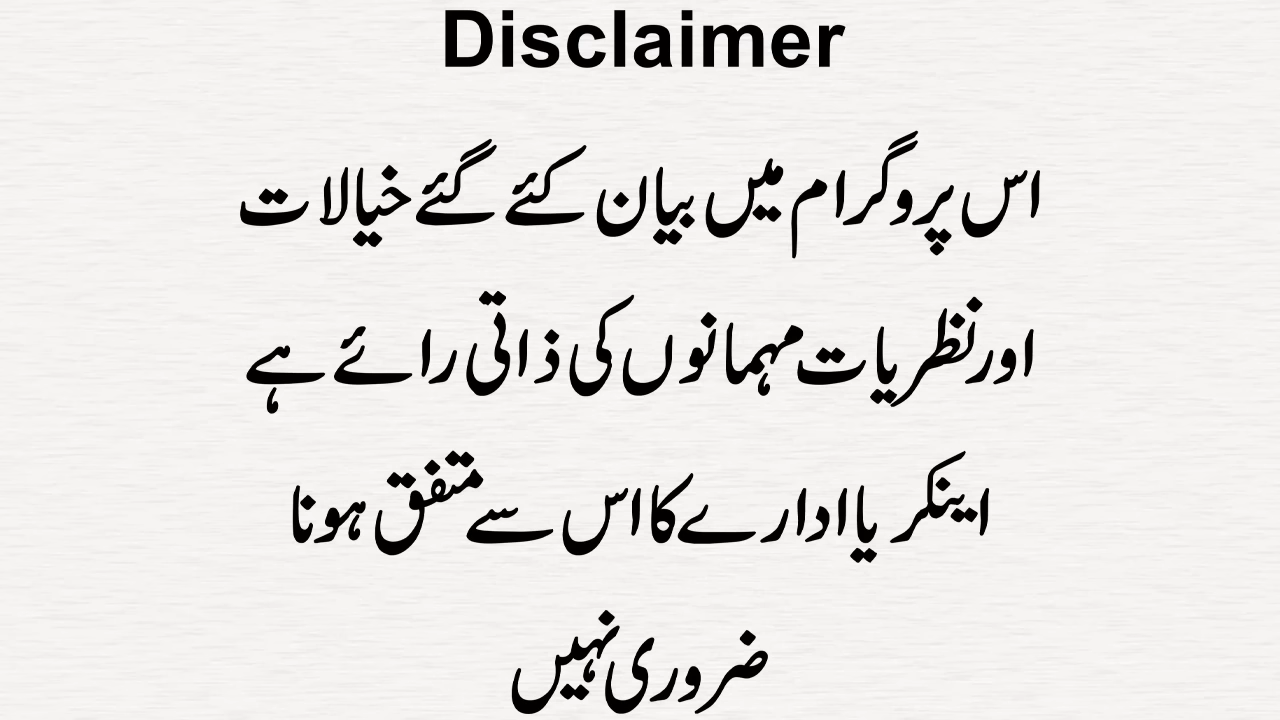 Disclaimer
اس پروگرام میں بیان کئے گئے خیالات
اور نظریات مہمانوں کی ذاتی رائے ہے
اینکر یا ادارے کا اس سے متفق ہونا
ضروری نہیں